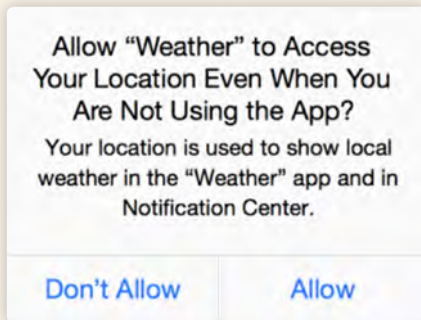 Allow “Weather” to Access
Your Location Even When You
Are Not Using the App?
Your location is used to show local
weather in the “Weather” app and in
Notification Center.
Don’t Allow
Allow